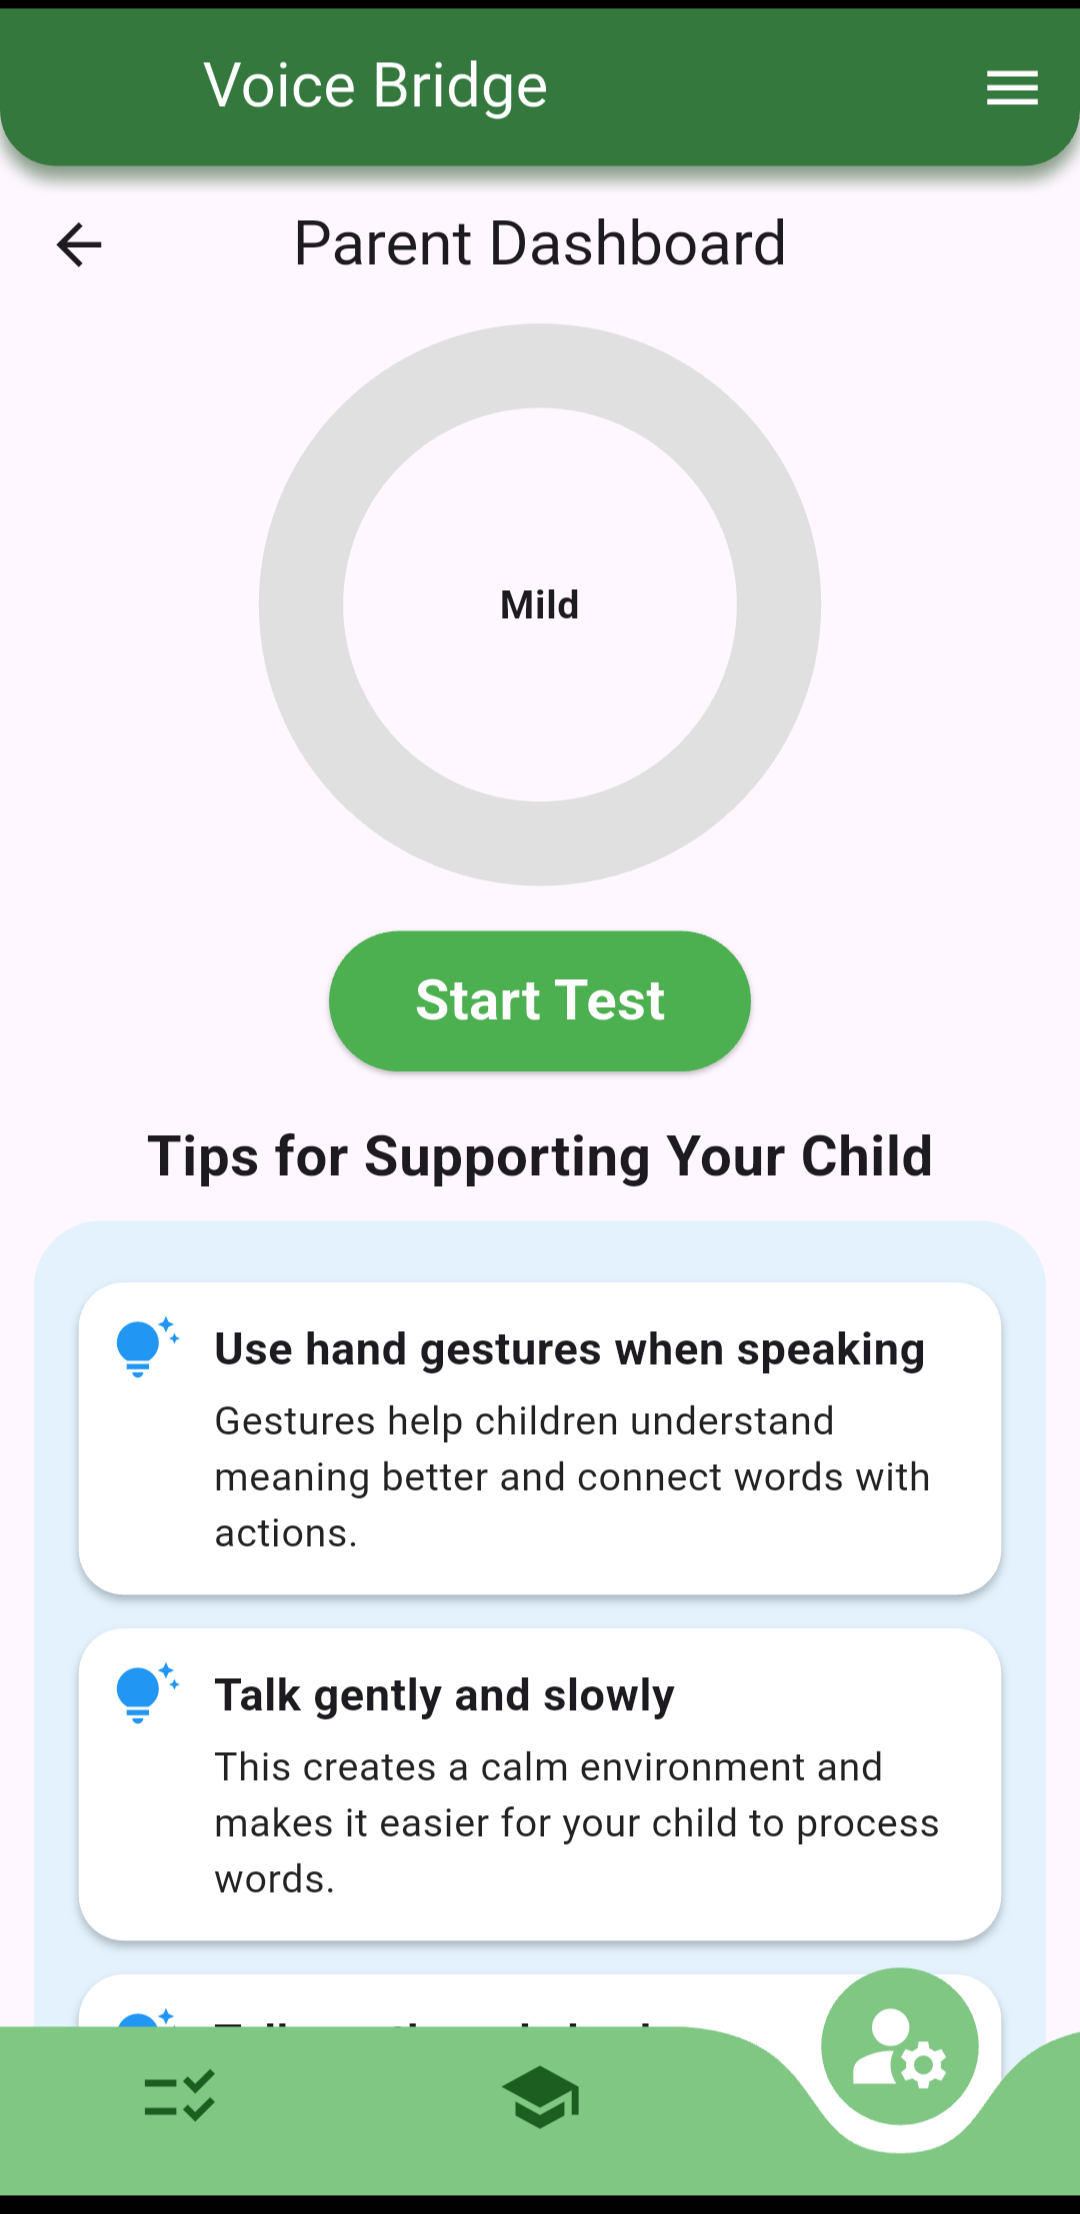 Voice Bridge
Parent Dashboard
Mild
Start Test
Tips for Supporting Your Child
Use hand gestures when speaking
Gestures help children understand
meaning better and connect words with
actions.
Talk gently and slowly
This creates a calm environment and
makes it easier for your child to process
words.